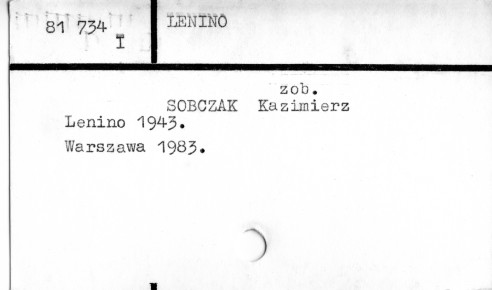 81 734 LENINO
I
zob.
SOBCZAK Kazimierz
Lenino 1943.
Warszawa 1983.